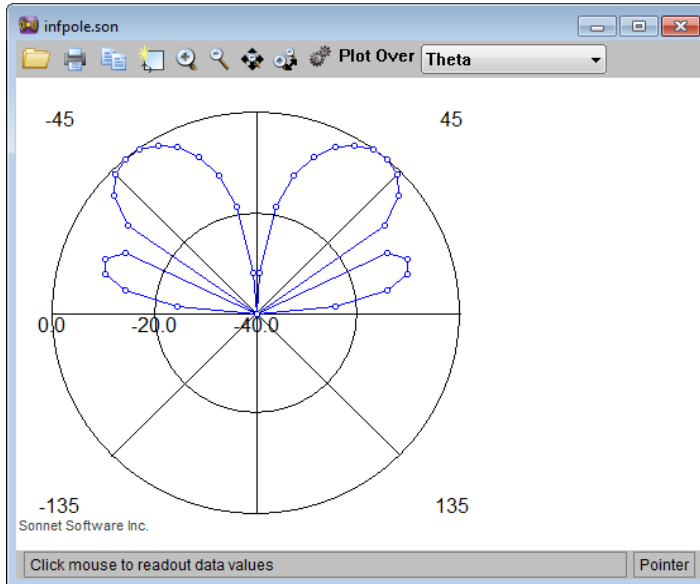 infpole.son
Plot Over Theta
-45 45
0.0 -20.0 -40.0
-135 135
Sonnet Software Inc.
Click mouse to readout data values Pointer